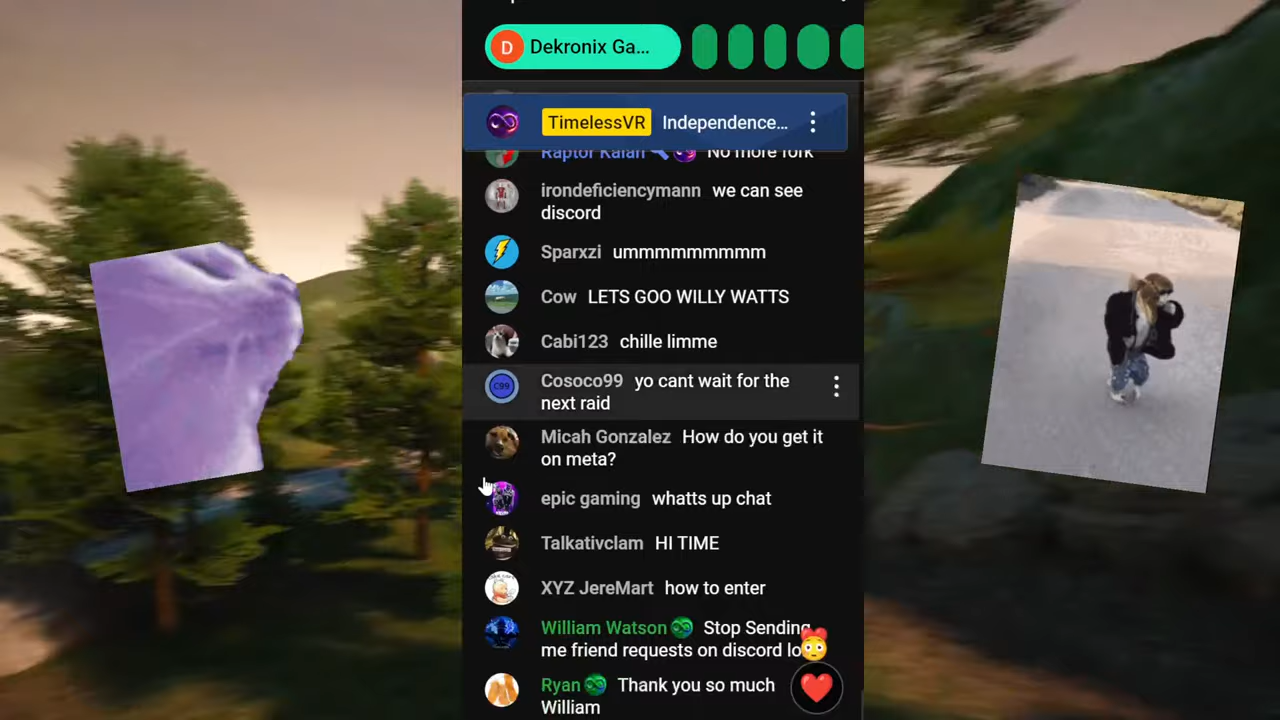 D Dekronix Ga...
TimelessVR Independence...
Raptor Kalan No more fork
irondeficiencymann we can see
discord
Sparxzi ummmmmmmmm
Cow LETS GOO WILLY WATTS
Cabi123 chille limme
C99 Cosoco99 yo cant wait for the
next raid
Micah Gonzalez How do you get it
on meta?
epic gaming whatts up chat
Talkativclam HI TIME
XYZ JereMart how to enter
William Watson Stop Sending
me friend requests on discord lo
Ryan Thank you so much
William